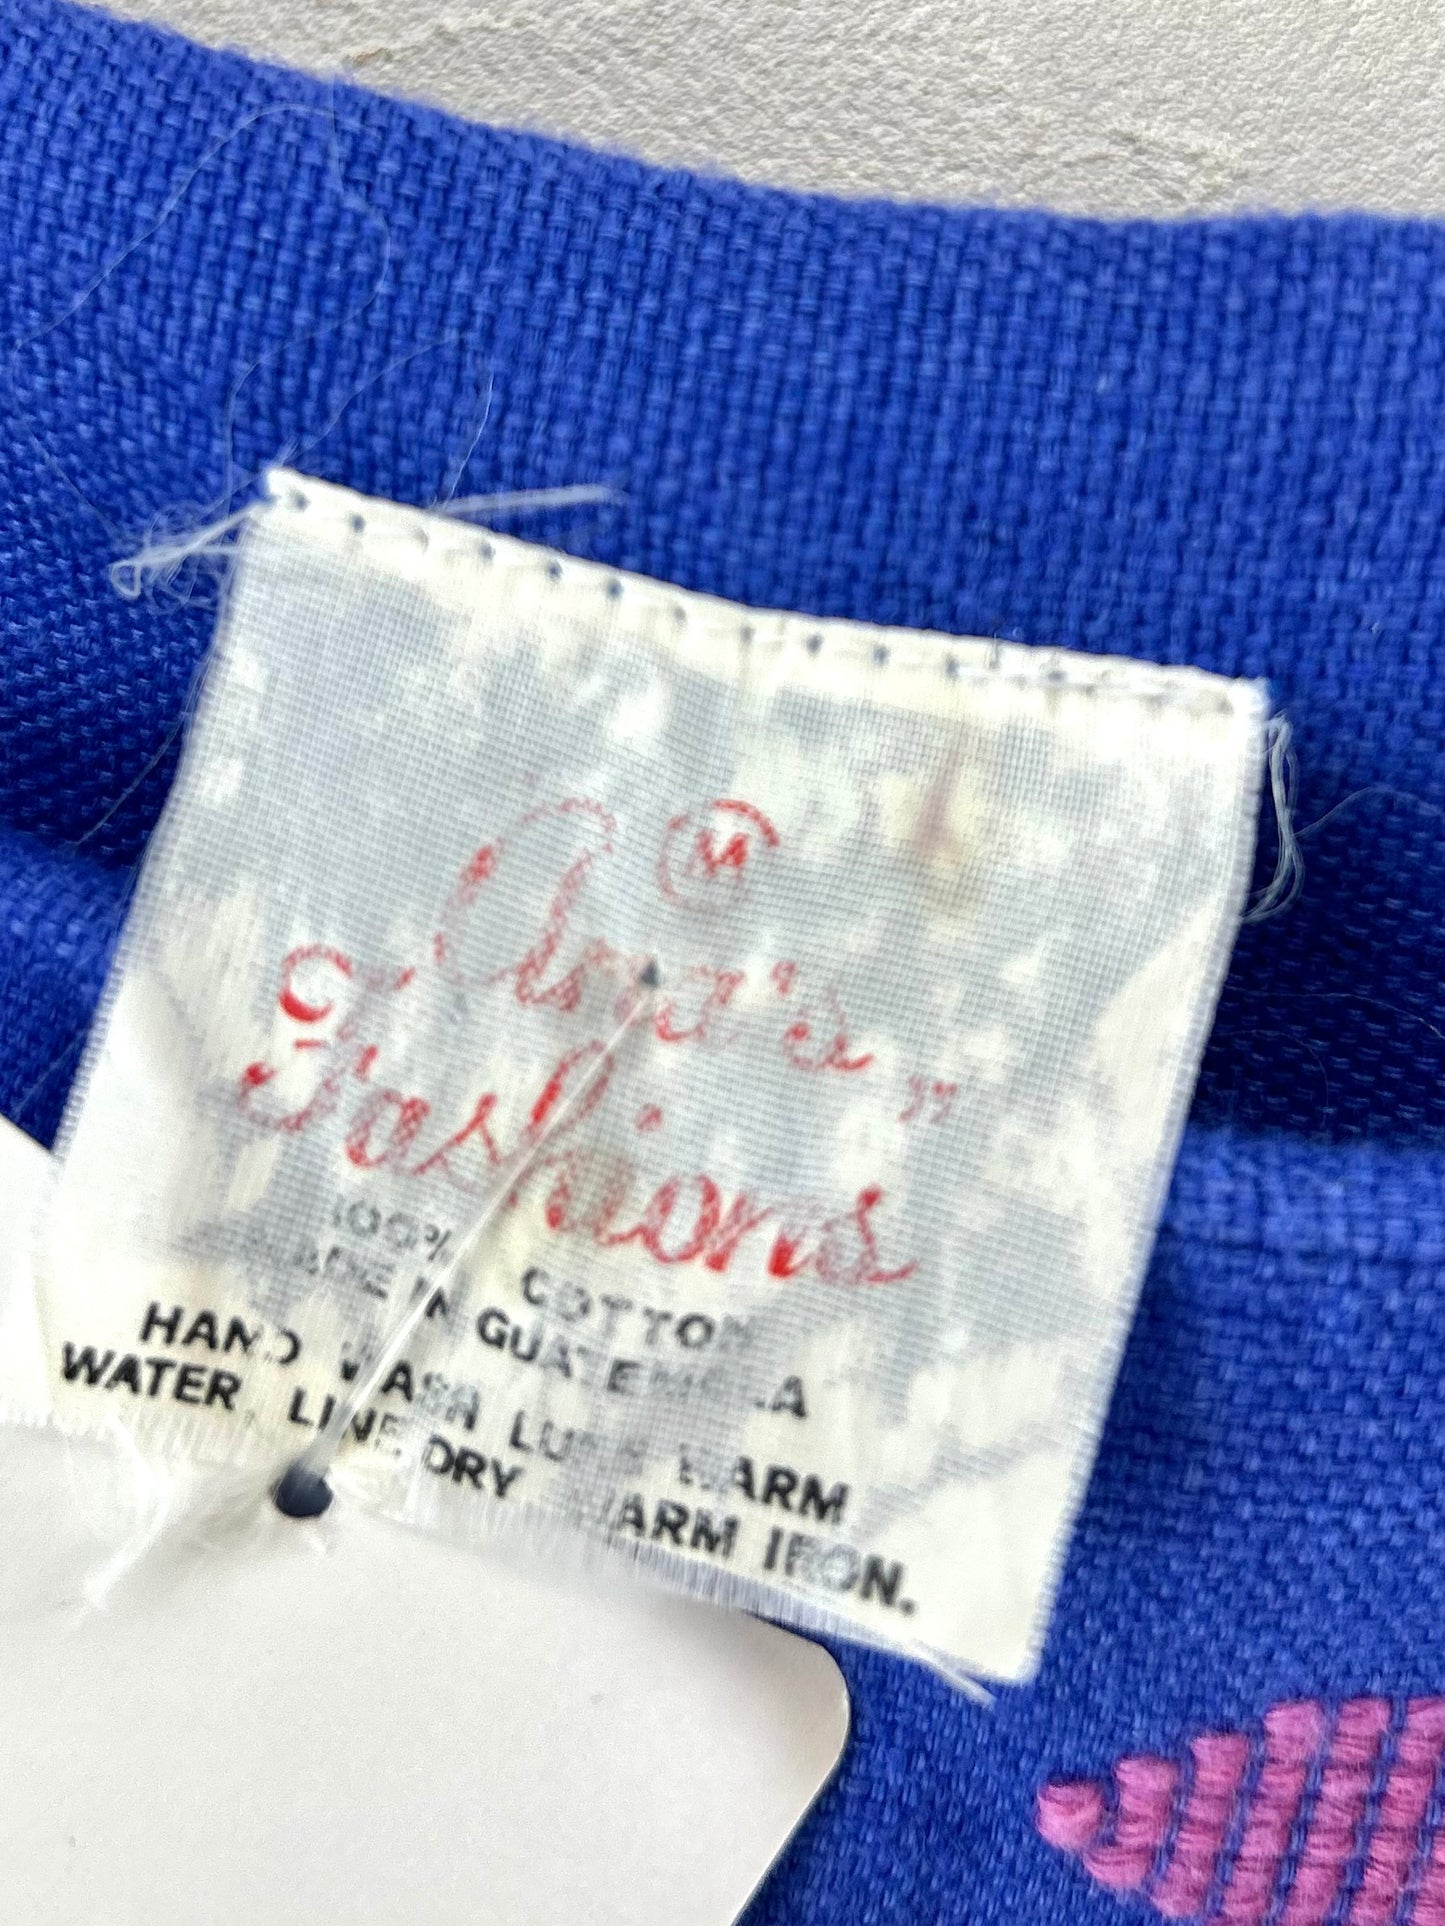 M
Ana's
Fashions"
100% COTTON
MADE IN GUATEMALA
HAND WASH LUKE WARM
WATER, LINE DRY WARM IRON.